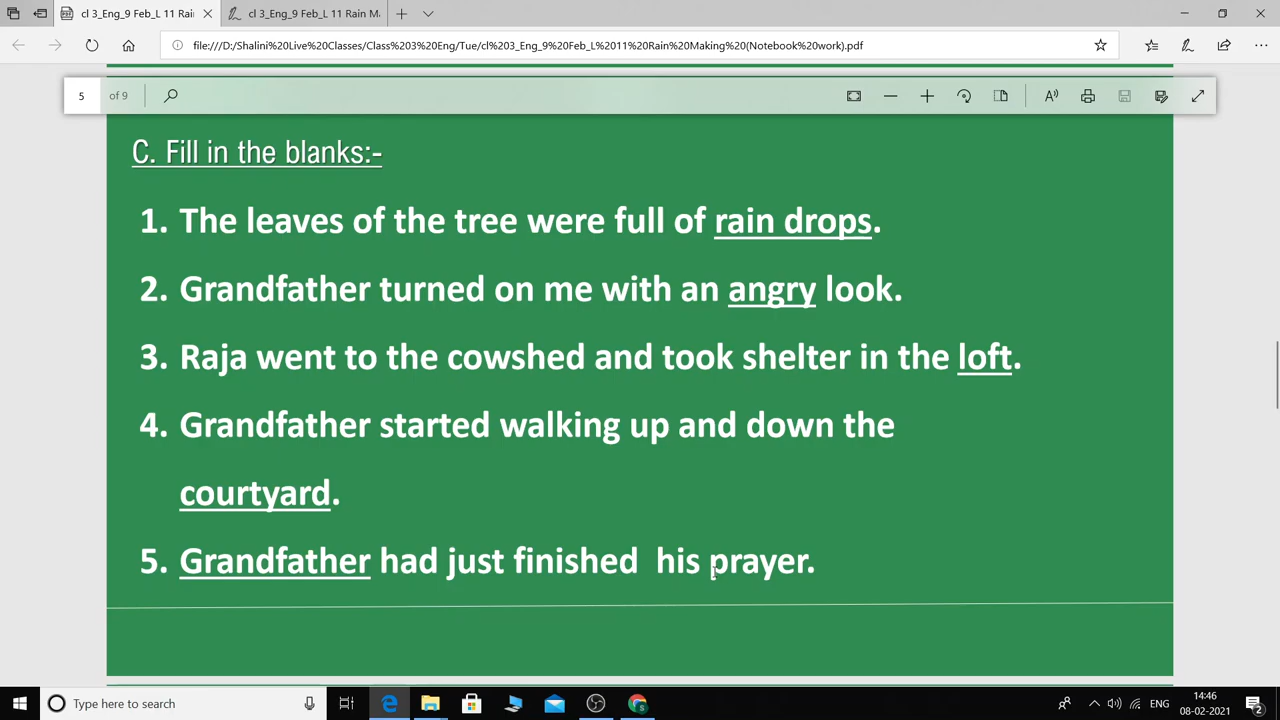 cl 3_Eng_9 Feb_L 11 Rain
cl 3_Eng_9 Feb_L 11 Rain M
file:///D:/Shalini%20Live%20Classes/Class%203%20Eng/Tue/cl%203_Eng_9%20Feb_L%2011%20Rain%20Making%20(Notebook%20work).pdf
5 of 9
C. Fill in the blanks:-
1. The leaves of the tree were full of rain drops.
2. Grandfather turned on me with an angry look.
3. Raja went to the cowshed and took shelter in the loft.
4. Grandfather started walking up and down the
courtyard.
5. Grandfather had just finished his prayer.
Type here to search
ENG
14:46
08-02-2021
2